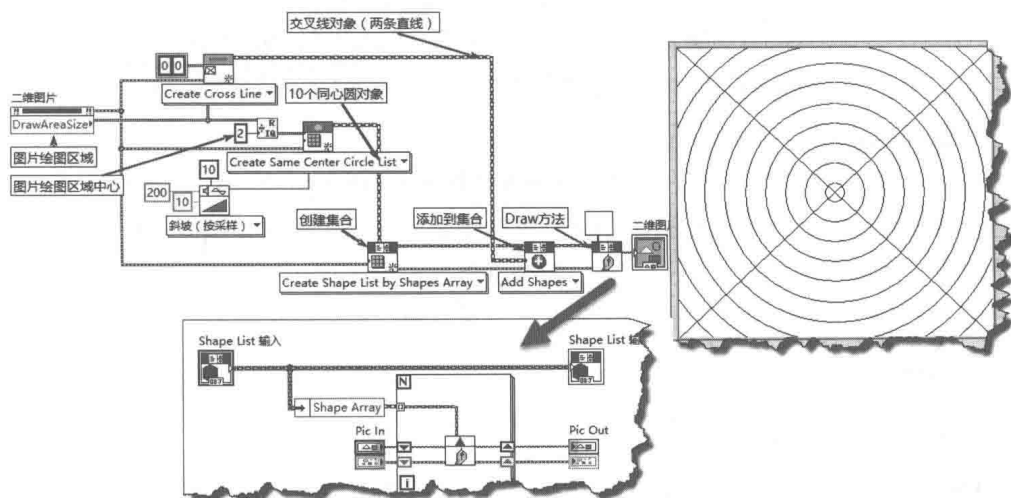 交叉线对象（两条直线）
0 0
Create Cross Line
10个同心圆对象
二维图片
DrawAreaSize
2
R
IQ
图片绘图区域
Create Same Center Circle List
图片绘图区域中心
10
200
10
斜坡（按采样）
创建集合
添加到集合
Draw方法
二维图片
Create Shape List by Shapes Array
Add Shapes
Shape List 输入
Shape List 输
N
Shape Array
Pic In
Pic Out
i